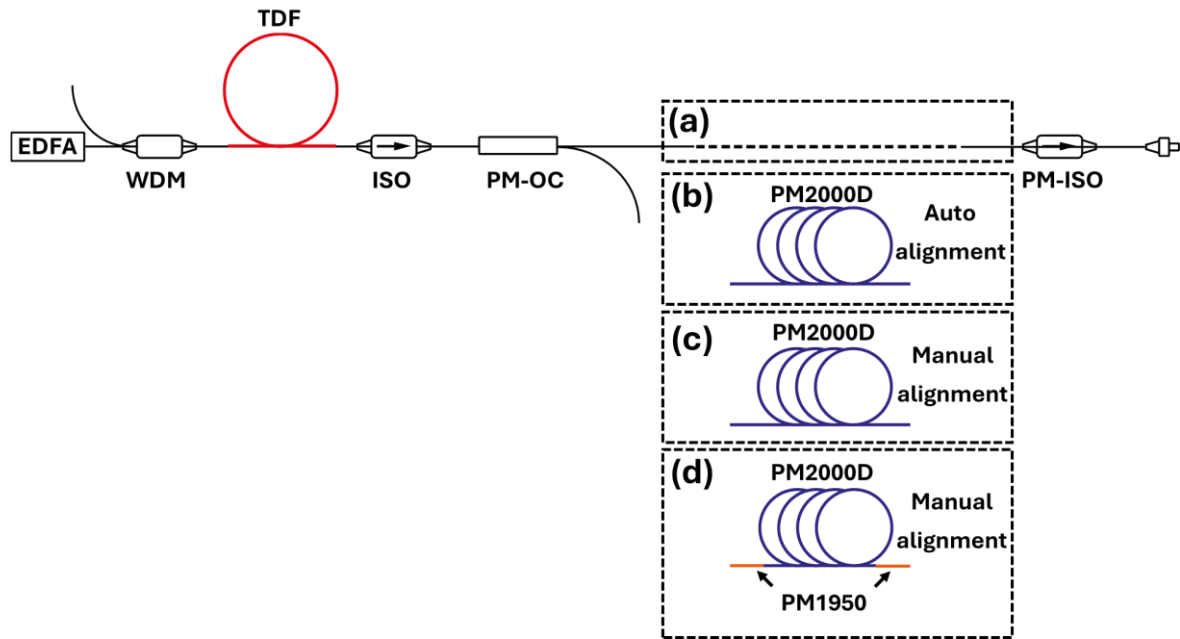 TDF
EDFA
WDM
ISO
PM-OC
(a)
PM-ISO
(b)
PM2000D
Auto
alignment
(c)
PM2000D
Manual
alignment
(d)
PM2000D
Manual
alignment
PM1950